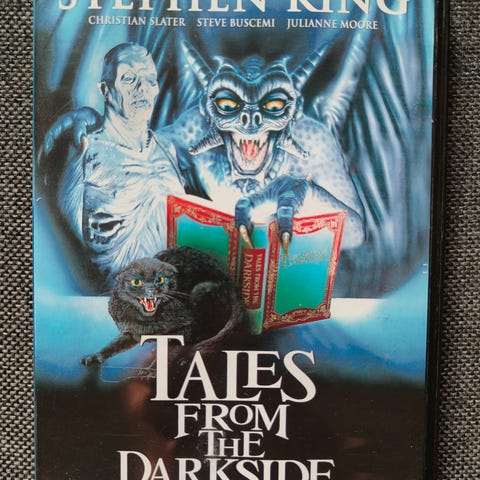 STEPHEN KING
CHRISTIAN SLATER STEVE BUSCEMI JULIANNE MOORE
TALES FROM THE
DARKSIDE
TALES
FROM
THE
DARKSIDE